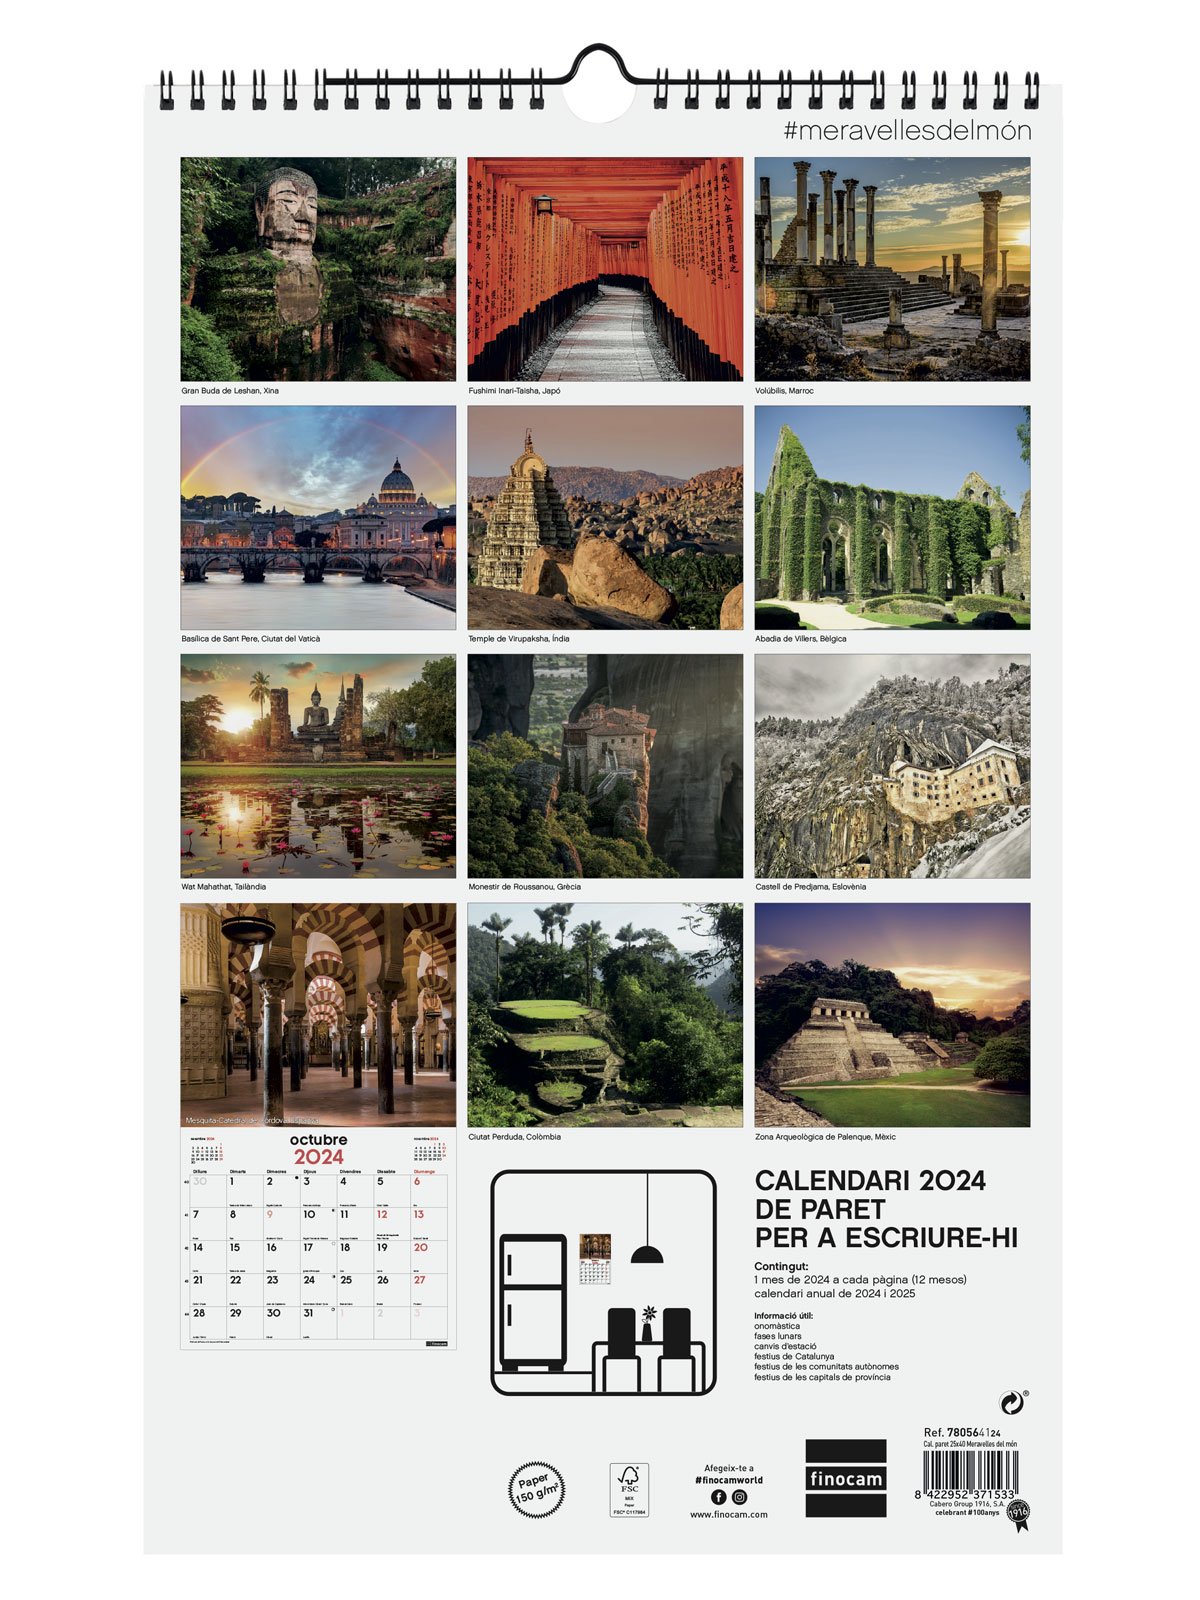 #meravellesdelmón
Gran Buda de Leshan, Xina
Fushimi Inari-Taisha, Japó
Volúbilis, Marroc
Basílica de Sant Pere, Ciutat del Vaticà
Temple de Virupaksha, Índia
Abadia de Villers, Bèlgica
Wat Mahathat, Tailàndia
Monestir de Roussanou, Grècia
Castell de Predjama, Eslovènia
Mesquita-Catedral de Còrdova, Espanya
Ciutat Perduda, Colòmbia
Zona Arqueològica de Palenque, Mèxic
octubre
2024
Dilluns Dimarts Dimecres Dijous Divendres Dissabte Diumenge
30 1 2 3 4 5 6
7 8 9 10 11 12 13
14 15 16 17 18 19 20
21 22 23 24 25 26 27
28 29 30 31 1 2 3
finocam
CALENDARI 2024
DE PARET
PER A ESCRIURE-HI
Contingut:
1 mes de 2024 a cada pàgina (12 mesos)
calendari anual de 2024 i 2025
Informació útil:
onomàstica
fases lunars
canvis d'estació
festius de Catalunya
festius de les comunitats autònomes
festius de les capitals de província
Paper
150 g/m²
FSC
MIX
Paper
FSC® C117984
Afegeix-te a
#finocamworld
www.finocam.com
finocam
®
Ref. 780564124
Cal. paret 25x40 Meravelles del món
8 422952 371533
Cabero Group 1916, S.A.
celebrant #100anys
1916